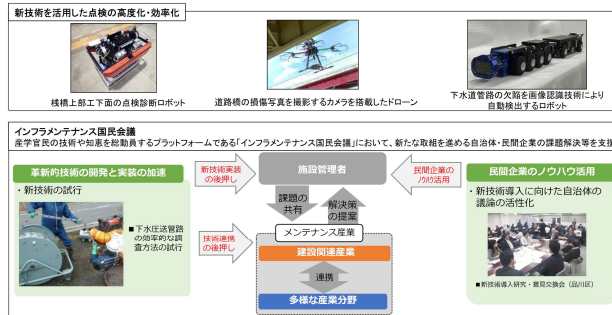 新技術を活用した点検の高度化・効率化
桟橋上部工下面の点検診断ロボット
道路橋の損傷写真を撮影するカメラを搭載したドローン
下水道管路の欠陥を画像認識技術により
自動検出するロボット
インフラメンテナンス国民会議
産学官民の技術や知恵を総動員するプラットフォームである「インフラメンテナンス国民会議」において、新たな取組を進める自治体・民間企業の課題解決等を支援
革新的技術の開発と実装の加速
・新技術の試行
■下水圧送管路
の効率的な調
査方法の試行
新技術実装
の後押し
技術連携
の後押し
施設管理者
課題の
共有
解決策
の提案
メンテナンス産業
建設関連産業
連携
多様な産業分野
民間企業の
ノウハウ活用
民間企業のノウハウ活用
・新技術導入に向けた自治体の
議論の活性化
■新技術導入研究・意見交換会（品川区）